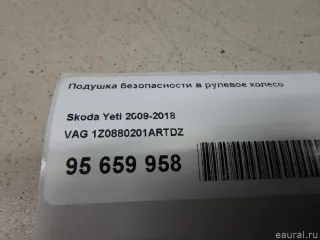 Подушка безопасности в рулевое колесо
Skoda Yeti 2009-2018
VAG 1Z0880201ARTDZ
95 659 958
eaural.ru